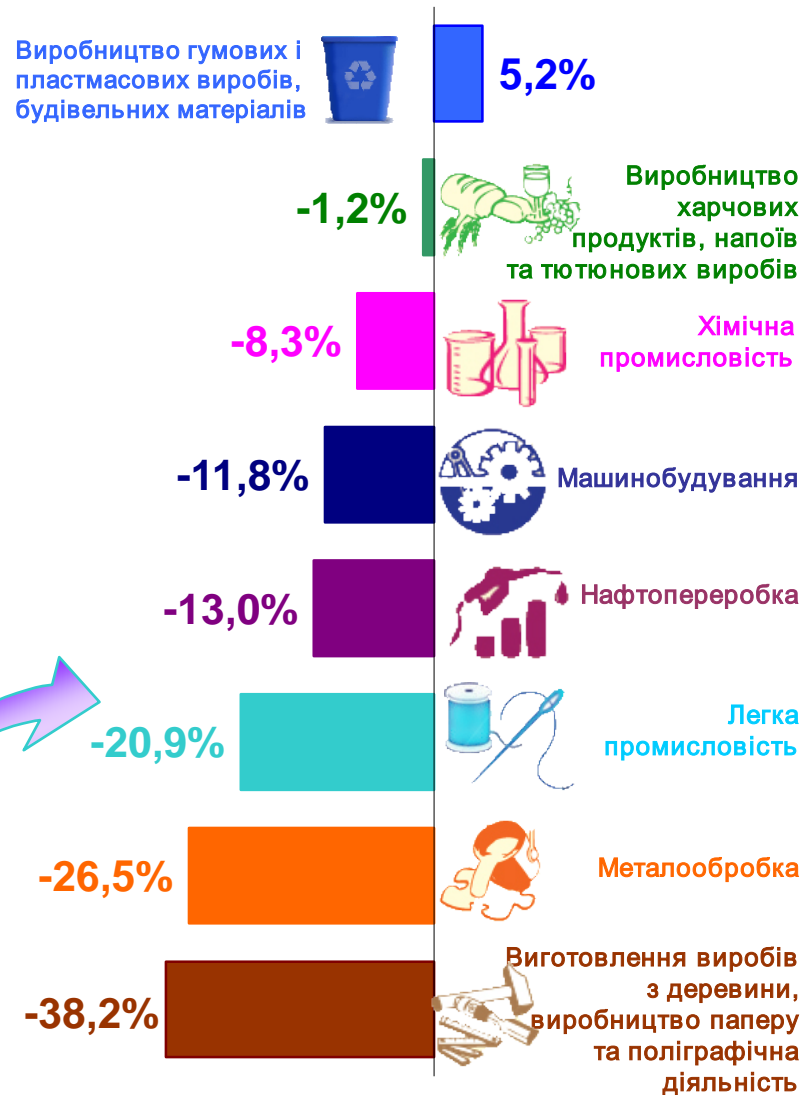 Виробництво гумових і
пластмасових виробів,
будівельних матеріалів
5,2%
-1,2%
Виробництво
харчових
продуктів, напоїв
та тютюнових виробів
-8,3%
Хімічна
промисловість
-11,8%
Машинобудування
-13,0%
Нафтопереробка
-20,9%
Легка
промисловість
-26,5%
Металообробка
-38,2%
Виготовлення виробів
з деревини,
виробництво паперу
та поліграфічна
діяльність